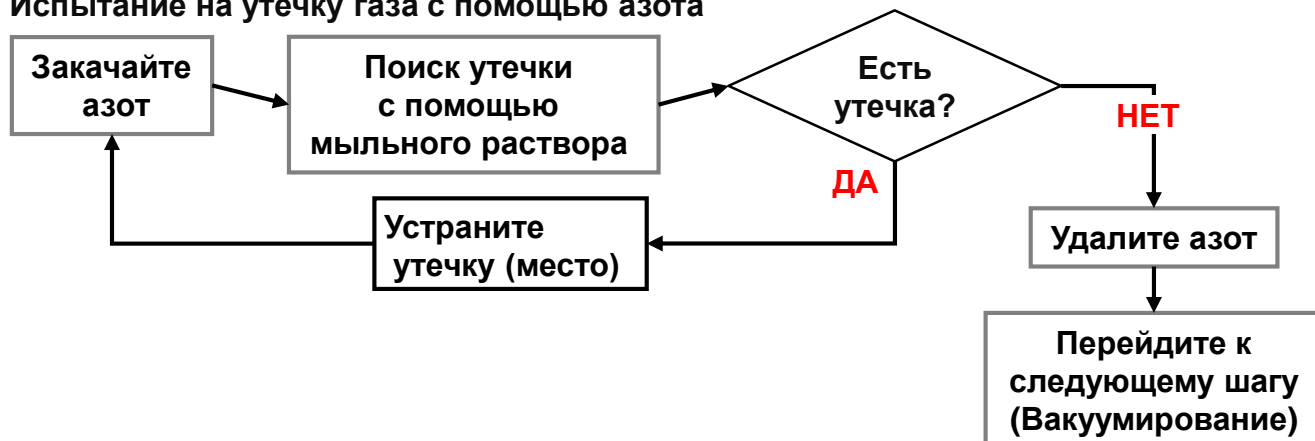 Испытание на утечку газа с помощью азота
Закачайте
азот
Поиск утечки
с помощью
мыльного раствора
Есть
утечка?
НЕТ
ДА
Устраните
утечку (место)
Удалите азот
Перейдите к
следующему шагу
(Вакуумирование)